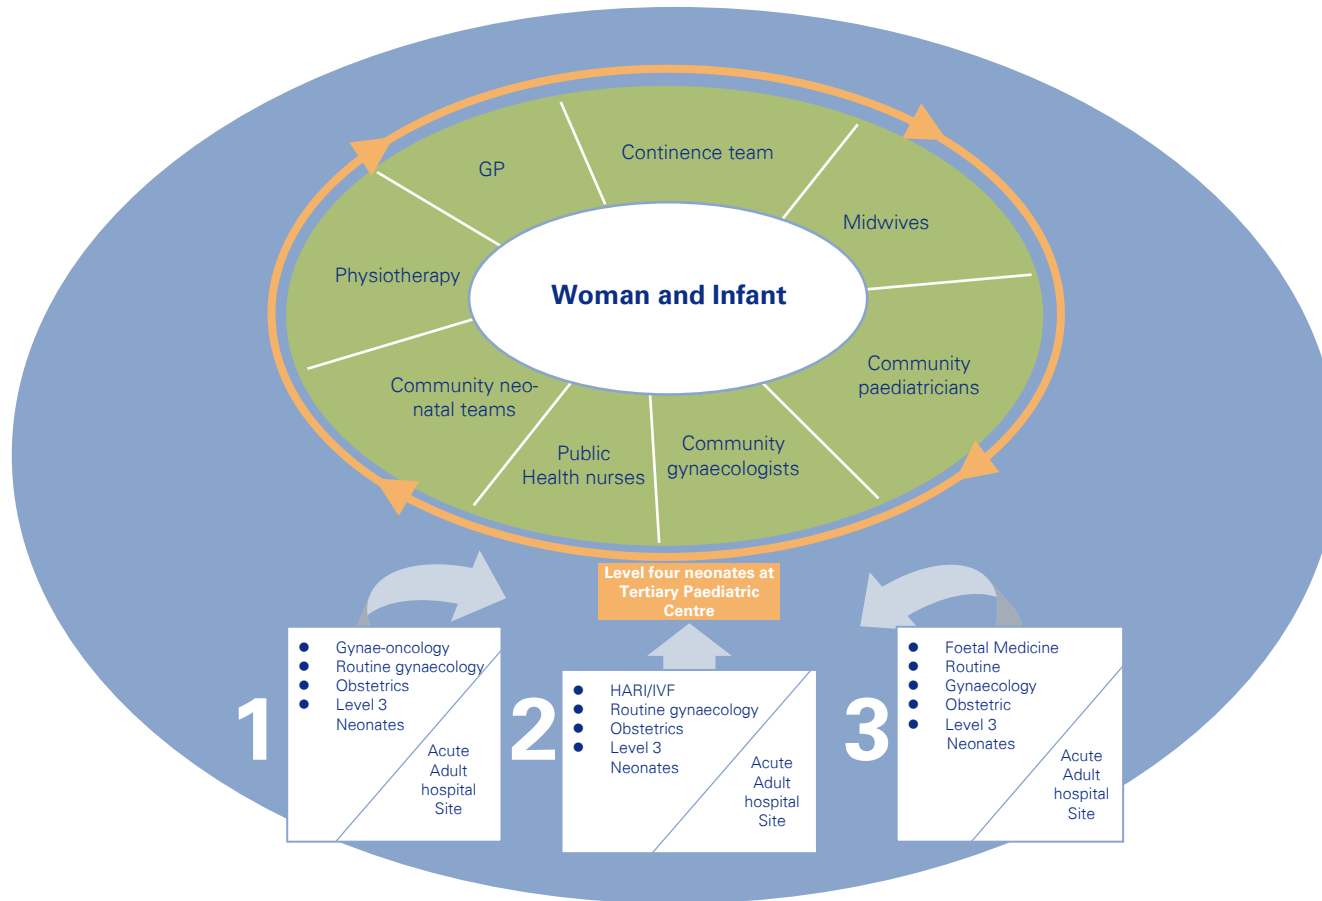 Continence team
GP
Midwives
Physiotherapy
Woman and Infant
Community
paediatricians
Community neo-
natal teams
Public
Health nurses
Community
gynaecologists
Level four neonates at
Tertiary Paediatric
Centre
1
Gynae-oncology
Routine gynaecology
Obstetrics
Level 3
Neonates
Acute
Adult
hospital
Site
2
HARI/IVF
Routine gynaecology
Obstetrics
Level 3
Neonates
Acute
Adult
hospital
Site
3
Foetal Medicine
Routine
Gynaecology
Obstetric
Level 3
Neonates
Acute
Adult
hospital
Site